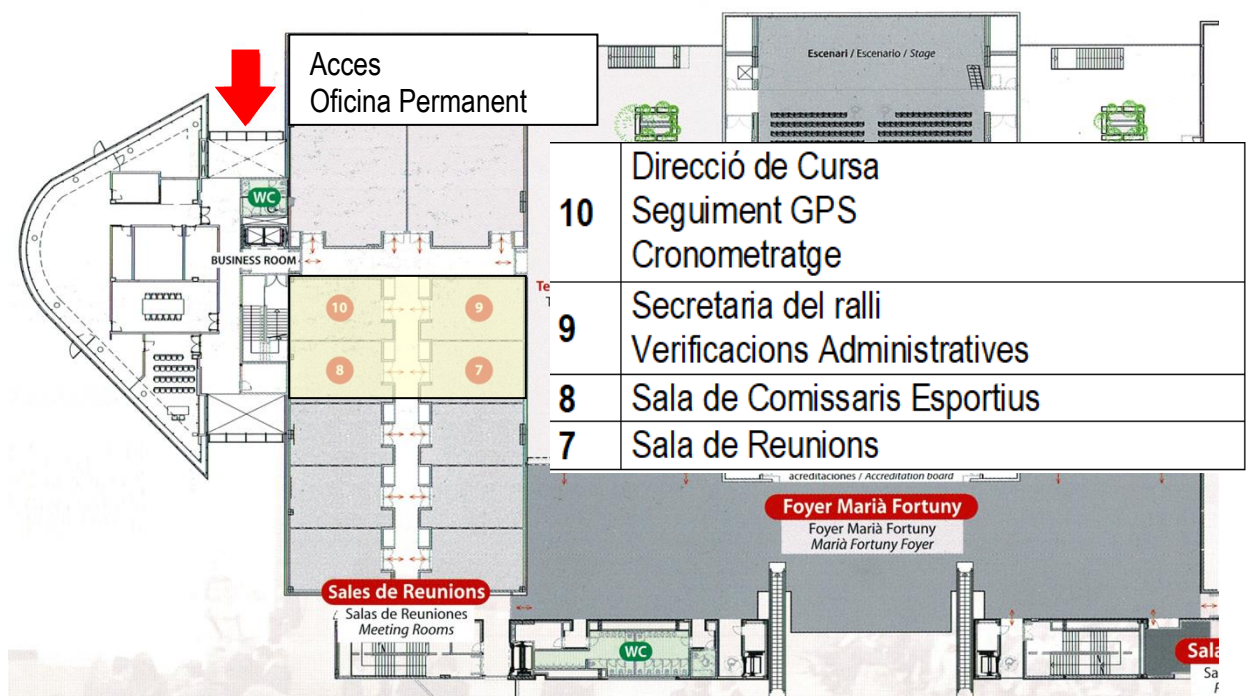 Acces
Oficina Permanent
Escenari / Escenario / Stage
WC
BUSINESS ROOM
10
9
8
7
10
Direcció de Cursa
Seguiment GPS
Cronometratge
9
Secretaria del ralli
Verificacions Administratives
8
Sala de Comissaris Esportius
7
Sala de Reunions
acreditaciones / Accreditation board
Foyer Marià Fortuny
Foyer Marià Fortuny
Marià Fortuny Foyer
Sales de Reunions
Salas de Reuniones
Meeting Rooms
WC